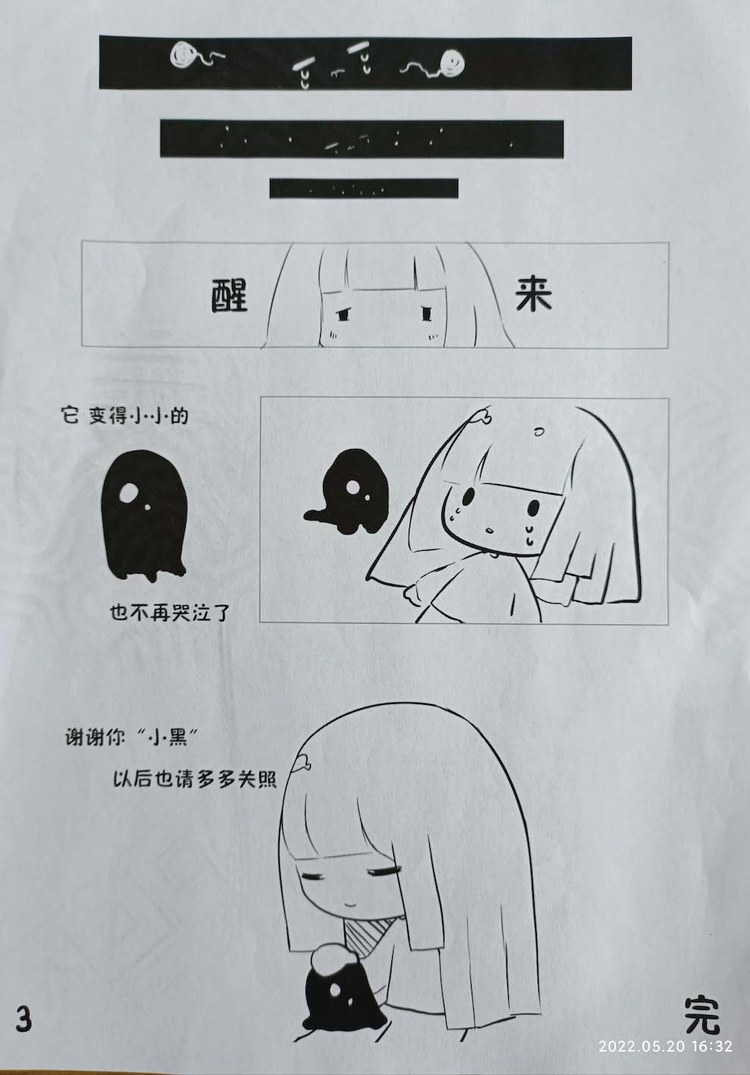 醒 来
它 变得小小的
也不再哭泣了
谢谢你“小黑”
以后也请多多关照
3
完
2022.05.20 16:32